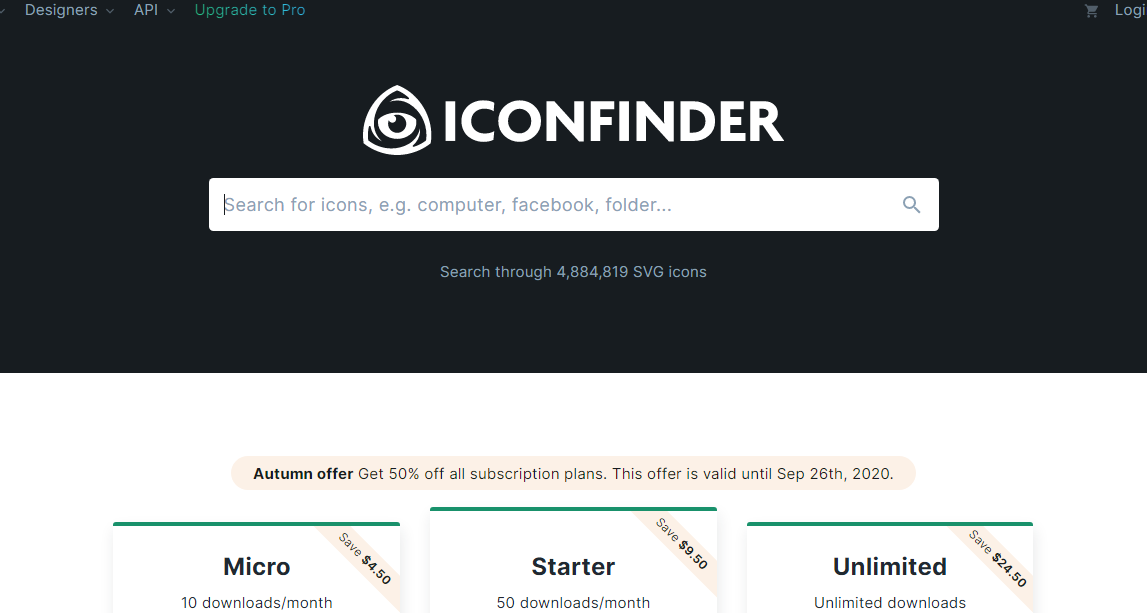 Designers API Upgrade to Pro
ICONFINDER
Search for icons, e.g. computer, facebook, folder...
Search through 4,884,819 SVG icons
Autumn offer Get 50% off all subscription plans. This offer is valid until Sep 26th, 2020.
Save $4.50
Micro
10 downloads/month
Save $9.50
Starter
50 downloads/month
Save $24.50
Unlimited
Unlimited downloads